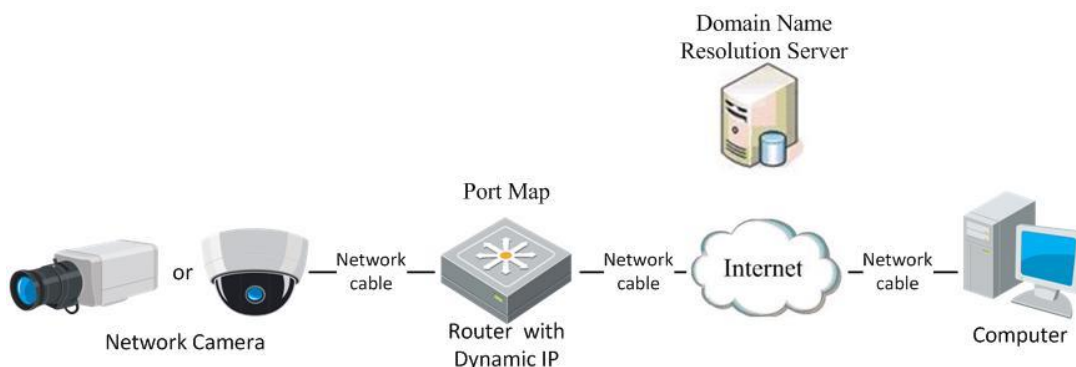 Domain Name
Resolution Server
Port Map
or
Network
cable
Network
cable
Internet
Network
cable
Network Camera
Router with
Dynamic IP
Computer